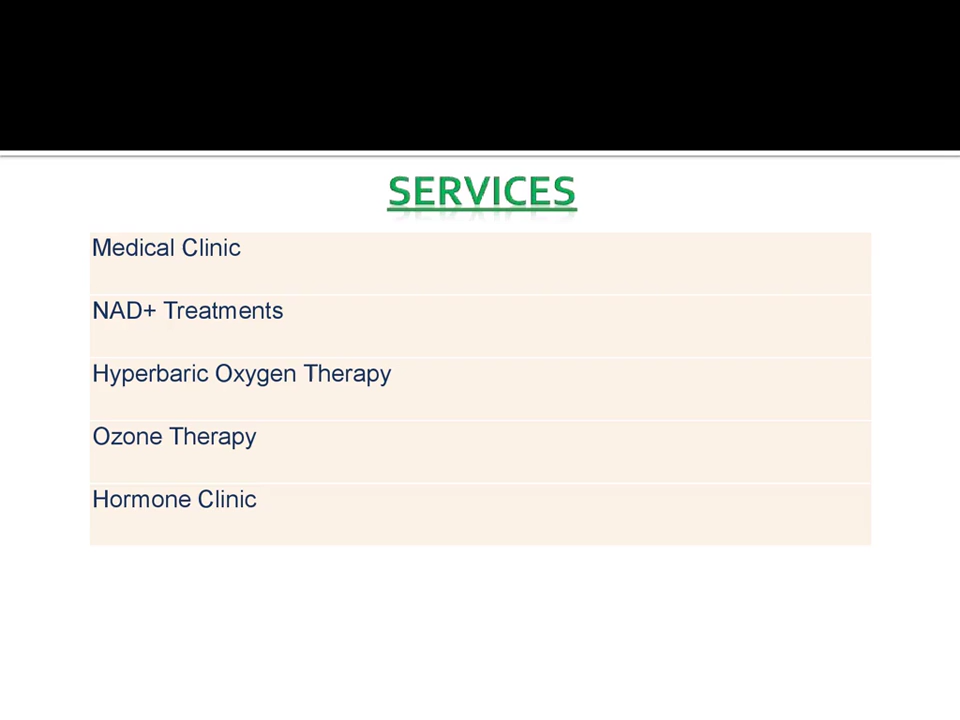 SERVICES
Medical Clinic
NAD+ Treatments
Hyperbaric Oxygen Therapy
Ozone Therapy
Hormone Clinic